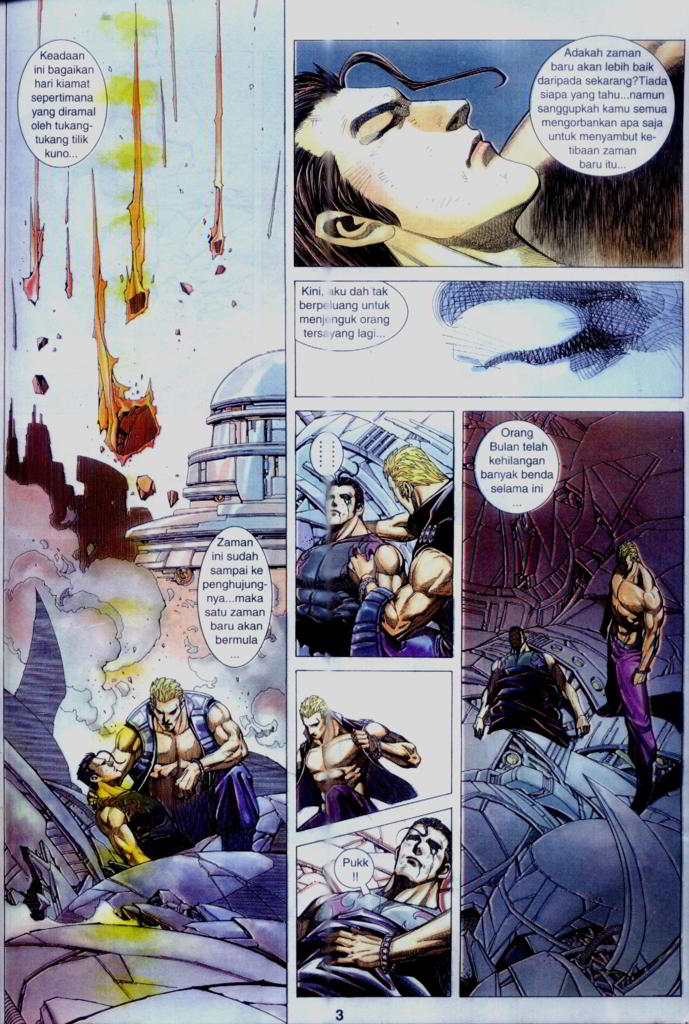 Keadaan
ini bagaikan
hari kiamat
sepertimana
yang diramal
oleh tukang-
tukang tilik
kuno...
Zaman
ini sudah
sampai ke
penghujung-
nya...maka
satu zaman
baru akan
bermula
...
Adakah zaman
baru akan lebih baik
daripada sekarang?Tiada
siapa yang tahu...namun
sanggupkah kamu semua
mengorbankan apa saja
untuk menyambut ke-
tibaan zaman
baru itu...
Kini, aku dah tak
berpeluang untuk
menjenguk orang
tersayang lagi...
......
Pukk
!!
Orang
Bulan telah
kehilangan
banyak benda
selama ini
...
3